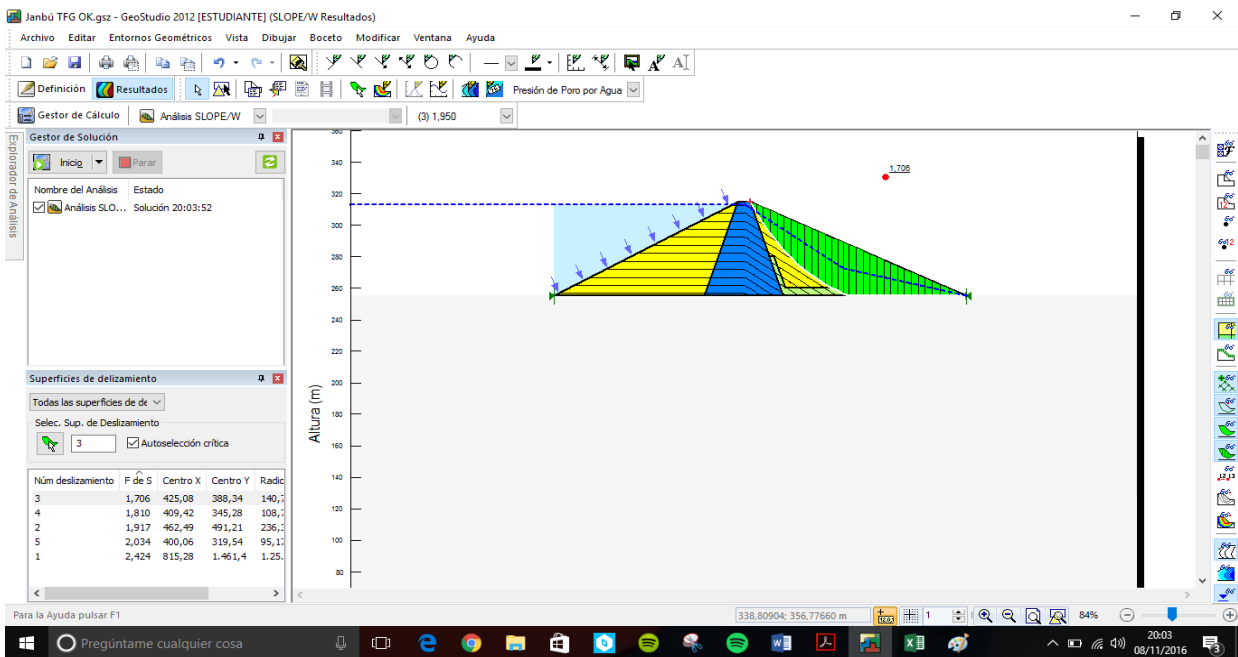 Janbú TFG OK.gsz - GeoStudio 2012 [ESTUDIANTE] (SLOPE/W Resultados)
Archivo Editar Entornos Geométricos Vista Dibujar Boceto Modificar Ventana Ayuda
Definición Resultados Presión de Poro por Agua
Gestor de Cálculo Análisis SLOPE/W (3) 1,950
Explorador de Análisis
Gestor de Solución
Inicio Parar
Nombre del Análisis Estado
Análisis SLO... Solución 20:03:52
Superficies de delizamiento
Todas las superficies de de
Selec. Sup. de Deslizamiento
3 Autoselección crítica
Núm deslizamiento F de S Centro X Centro Y Radio
3 1,706 425,08 388,34 140,7
4 1,810 409,42 345,28 108,7
2 1,917 462,49 491,21 236,3
5 2,034 400,06 319,54 95,17
1 2,424 815,28 1.461,4 1.25.
360
340
320
300
280
260
240
220
200
180
160
140
120
100
80
Altura (m)
1,706
Para la Ayuda pulsar F1
338,80904; 356,77660 m 1 84%
Pregúntame cualquier cosa
20:03
08/11/2016